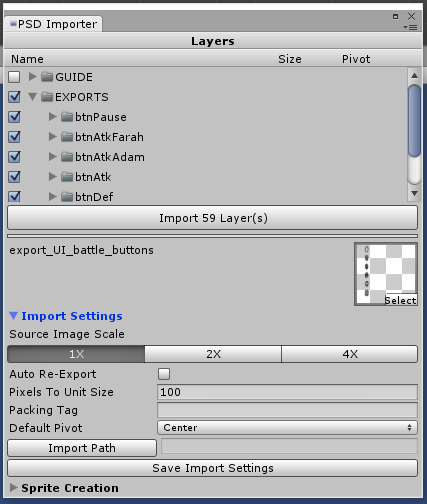 PSD Importer
Layers
Name Size Pivot
GUIDE
EXPORTS
btnPause
btnAtkFarah
btnAtkAdam
btnAtk
btnDef
Import 59 Layer(s)
export_UI_battle_buttons
Select
Import Settings
Source Image Scale
1X 2X 4X
Auto Re-Export
Pixels To Unit Size 100
Packing Tag
Default Pivot Center
Import Path
Save Import Settings
Sprite Creation